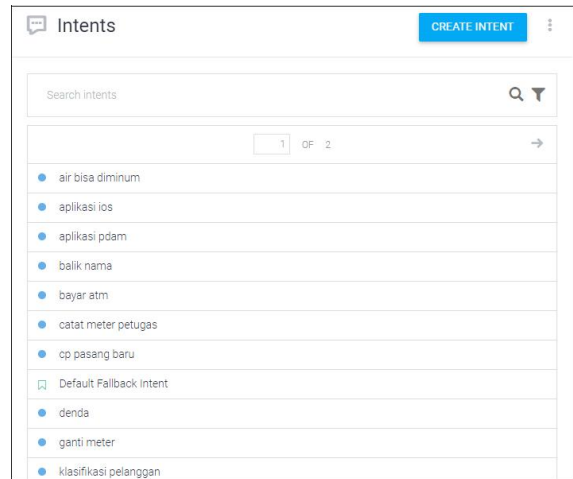 Intents
CREATE INTENT
Search intents
1 OF 2
air bisa diminum
aplikasi ios
aplikasi pdam
balik nama
bayar atm
catat meter petugas
cp pasang baru
Default Fallback Intent
denda
ganti meter
klasifikasi pelanggan